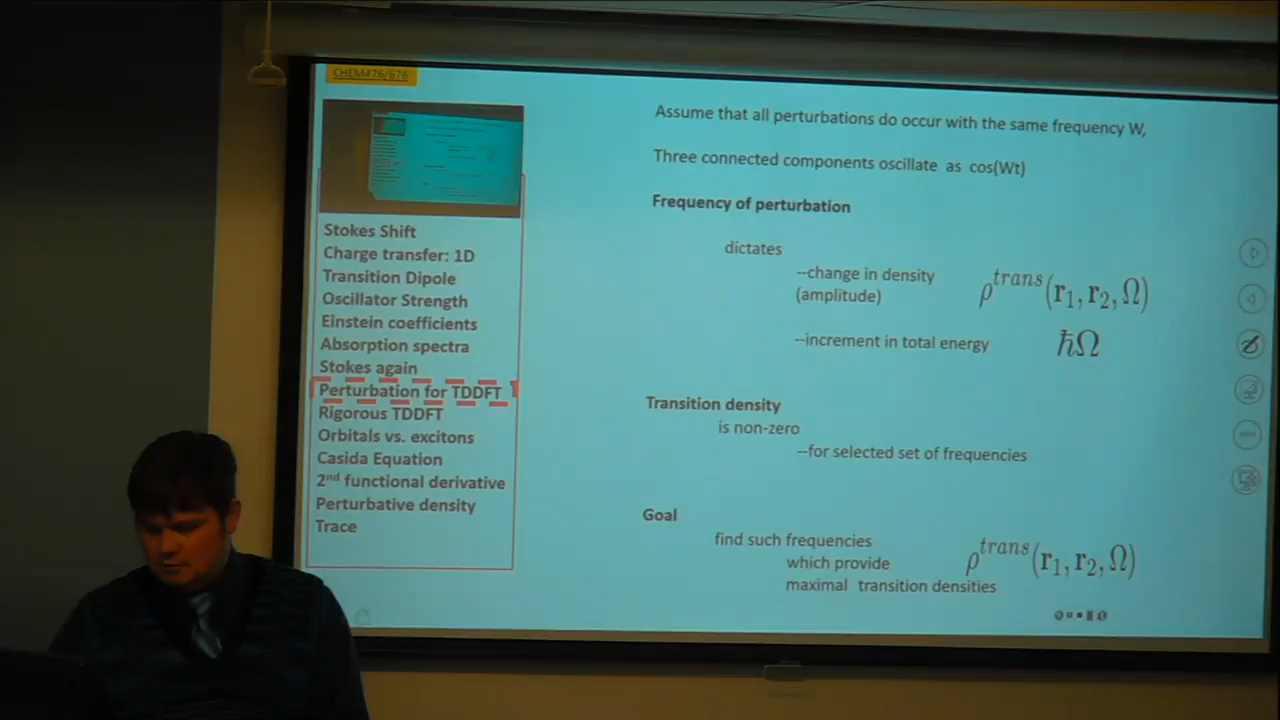 CHEM476/676
Stokes Shift
Charge transfer: 1D
Transition Dipole
Oscillator Strength
Einstein coefficients
Absorption spectra
Stokes again
Perturbation for TDDFT
Rigorous TDDFT
Orbitals vs. excitons
Casida Equation
2nd functional derivative
Perturbative density
Trace
Assume that all perturbations do occur with the same frequency W,
Three connected components oscillate as cos(Wt)
Frequency of perturbation
dictates
--change in density
(amplitude)
ρ^trans(r₁, r₂, Ω)
--increment in total energy
ħΩ
Transition density
is non-zero
--for selected set of frequencies
Goal
find such frequencies
which provide
maximal transition densities
ρ^trans(r₁, r₂, Ω)